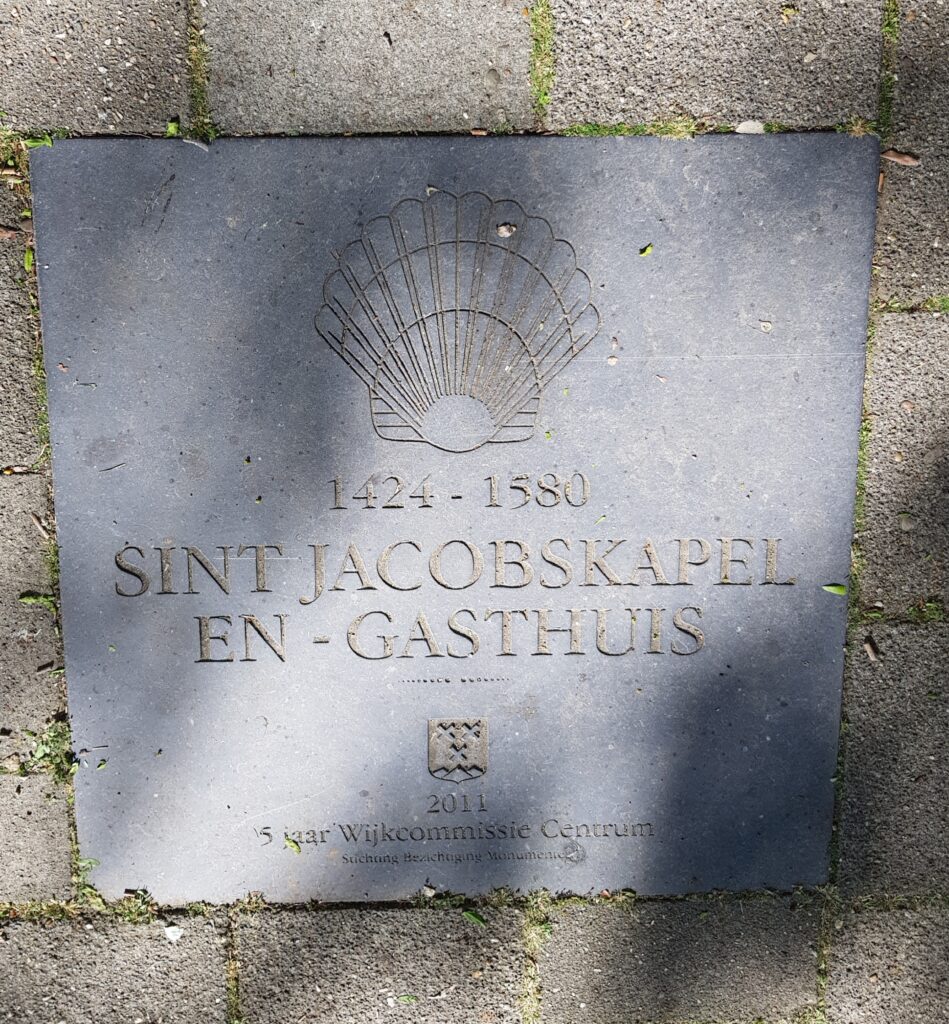 1424 - 1580
SINT JACOBSKAPEL
EN - GASTHUIS
2011
5 jaar Wijkcommissie Centrum
Stichting Bezichtiging Monumenten